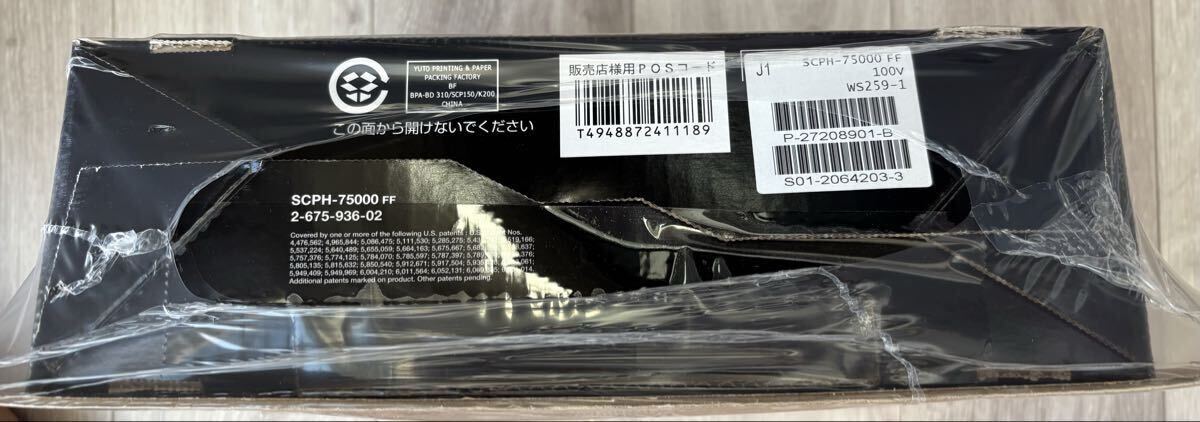 YUTO PRINTING & PAPER
PACKING FACTORY
BF
BPA-BD 310/SCP150/K200
CHINA
この面から開けないでください
販売店様用POSコード
T4948872411189
J1
SCPH-75000 FF
100V
WS259-1
P-27208901-B
S01-2064203-3
SCPH-75000 FF
2-675-936-02
Covered by one or more of the following U.S. patents : U.S. Nos.
4,476,562; 4,965,844; 5,086,475; 5,111,530; 5,285,275; 519,166;
5,537,224; 5,640,489; 5,655,059; 5,664,163; 5,675,667;
5,757,376; 5,774,125; 5,784,070; 5,785,597; 5,787,397;
5,805,135; 5,815,632; 5,850,540; 5,912,671; 5,917,504;
5,949,409; 5,949,969; 6,004,210; 6,011,564; 6,052,131;
Additional patents marked on product. Other patents pending.